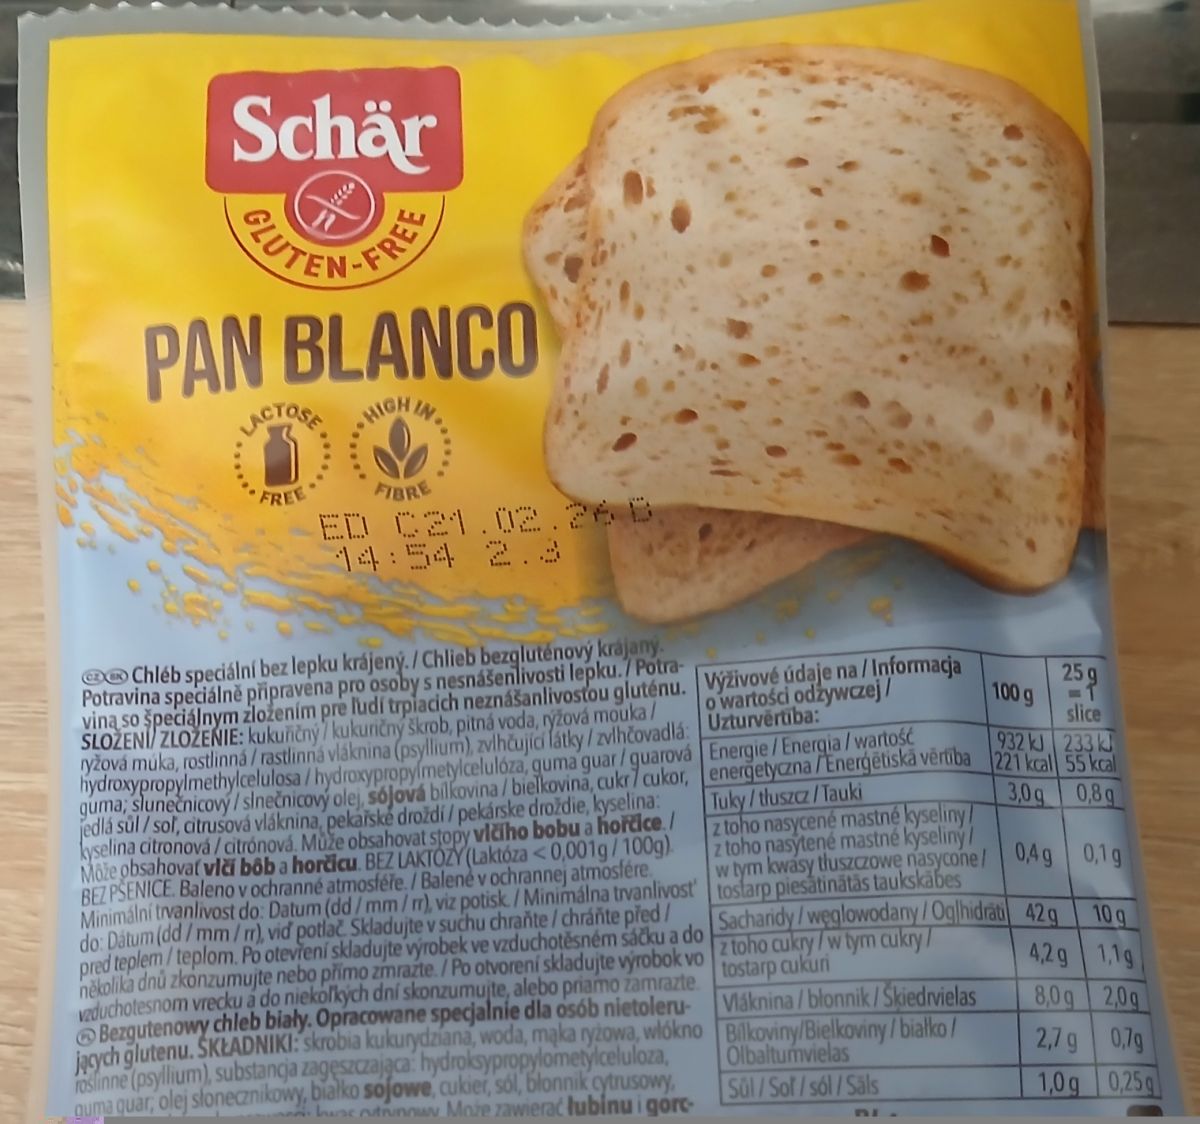 Schär
GLUTEN-FREE
PAN BLANCO
LACTOSE FREE
HIGH IN FIBRE
ED C21.02.26 B
14:54 2.3
CZ SK Chléb speciální bez lepku krájený. / Chlieb bezgluténový krájaný.
Potravina speciálně připravena pro osoby s nesnášenlivostí lepku. / Potra-
vina so špeciálnym zložením pre ľudí trpiacich neznášanlivosťou gluténu.
SLOŽENÍ/ ZLOŽENIE: kukuřičný / kukuričný škrob, pitná voda, rýžová mouka /
ryžová múka, rostlinná / rastlinná vláknina (psyllium), zvlhčující látky / zvlhčovadlá:
hydroxypropylmethylcelulosa / hydroxypropylmetylcelulóza, guma guar / guarová
guma; slunečnicový / slnečnicový olej, sójová bílkovina / bielkovina, cukr / cukor,
jedlá sůl / soľ, citrusová vláknina, pekařské droždí / pekárske droždie, kyselina:
kyselina citronová / citrónová. Může obsahovat stopy vlčího bobu a hořčice. /
Môže obsahovať vlčí bôb a horčicu. BEZ LAKTÓZY (Laktóza < 0,001g / 100g).
BEZ PŠENICE. Baleno v ochranné atmosféře. / Balené v ochrannej atmosfére.
Minimální trvanlivost do: Datum (dd / mm / rr), viz potisk. / Minimálna trvanlivosť
do: Dátum (dd / mm / rr), viď potlač. Skladujte v suchu chraňte / chráňte před /
pred teplem / teplom. Po otevření skladujte výrobek ve vzduchotěsném sáčku a do
několika dnů zkonzumujte nebo přímo zmrazte. / Po otvorení skladujte výrobok vo
vzduchotesnom vrecku a do niekoľkých dní skonzumujte, alebo priamo zamrazte.
Bezgutenowy chleb biały. Opracowane specjalnie dla osób nietoleru-
jących glutenu. SKŁADNIKI: skrobia kukurydziana, woda, mąka ryżowa, włókno
roślinne (psyllium), substancja zagęszczająca: hydroksypropylometyloceluloza,
guma guar, olej słonecznikowy, białko sojowe, cukier, sól, błonnik cytrusowy,
kwas cytrynowy. Może zawierać łubinu i gorc-
Výživové údaje na / Informacja
o wartości odżywczej /
Uzturvērtība: 100 g 25 g = 1 slice
Energie / Energia / wartość 932 kJ 233 kJ
energetyczna / Enerģētiskā vērtība 221 kcal 55 kcal
Tuky / tłuszcz / Tauki 3,0 g 0,8 g
z toho nasycené mastné kyseliny /
z toho nasýtené mastné kyseliny /
w tym kwasy tłuszczowe nasycone / 0,4 g 0,1 g
tostarp piesātinātās taukskābes
Sacharidy / węglowodany / Ogļhidrāti 42 g 10 g
z toho cukry / w tym cukry / 4,2 g 1,1 g
tostarp cukuri
Vláknina / błonnik / Šķiedrvielas 8,0 g 2,0 g
Bílkoviny/Bielkoviny / białko / 2,7 g 0,7g
Olbaltumvielas
Sůl / Soľ / sól / Sāls 1,0 g 0,25g